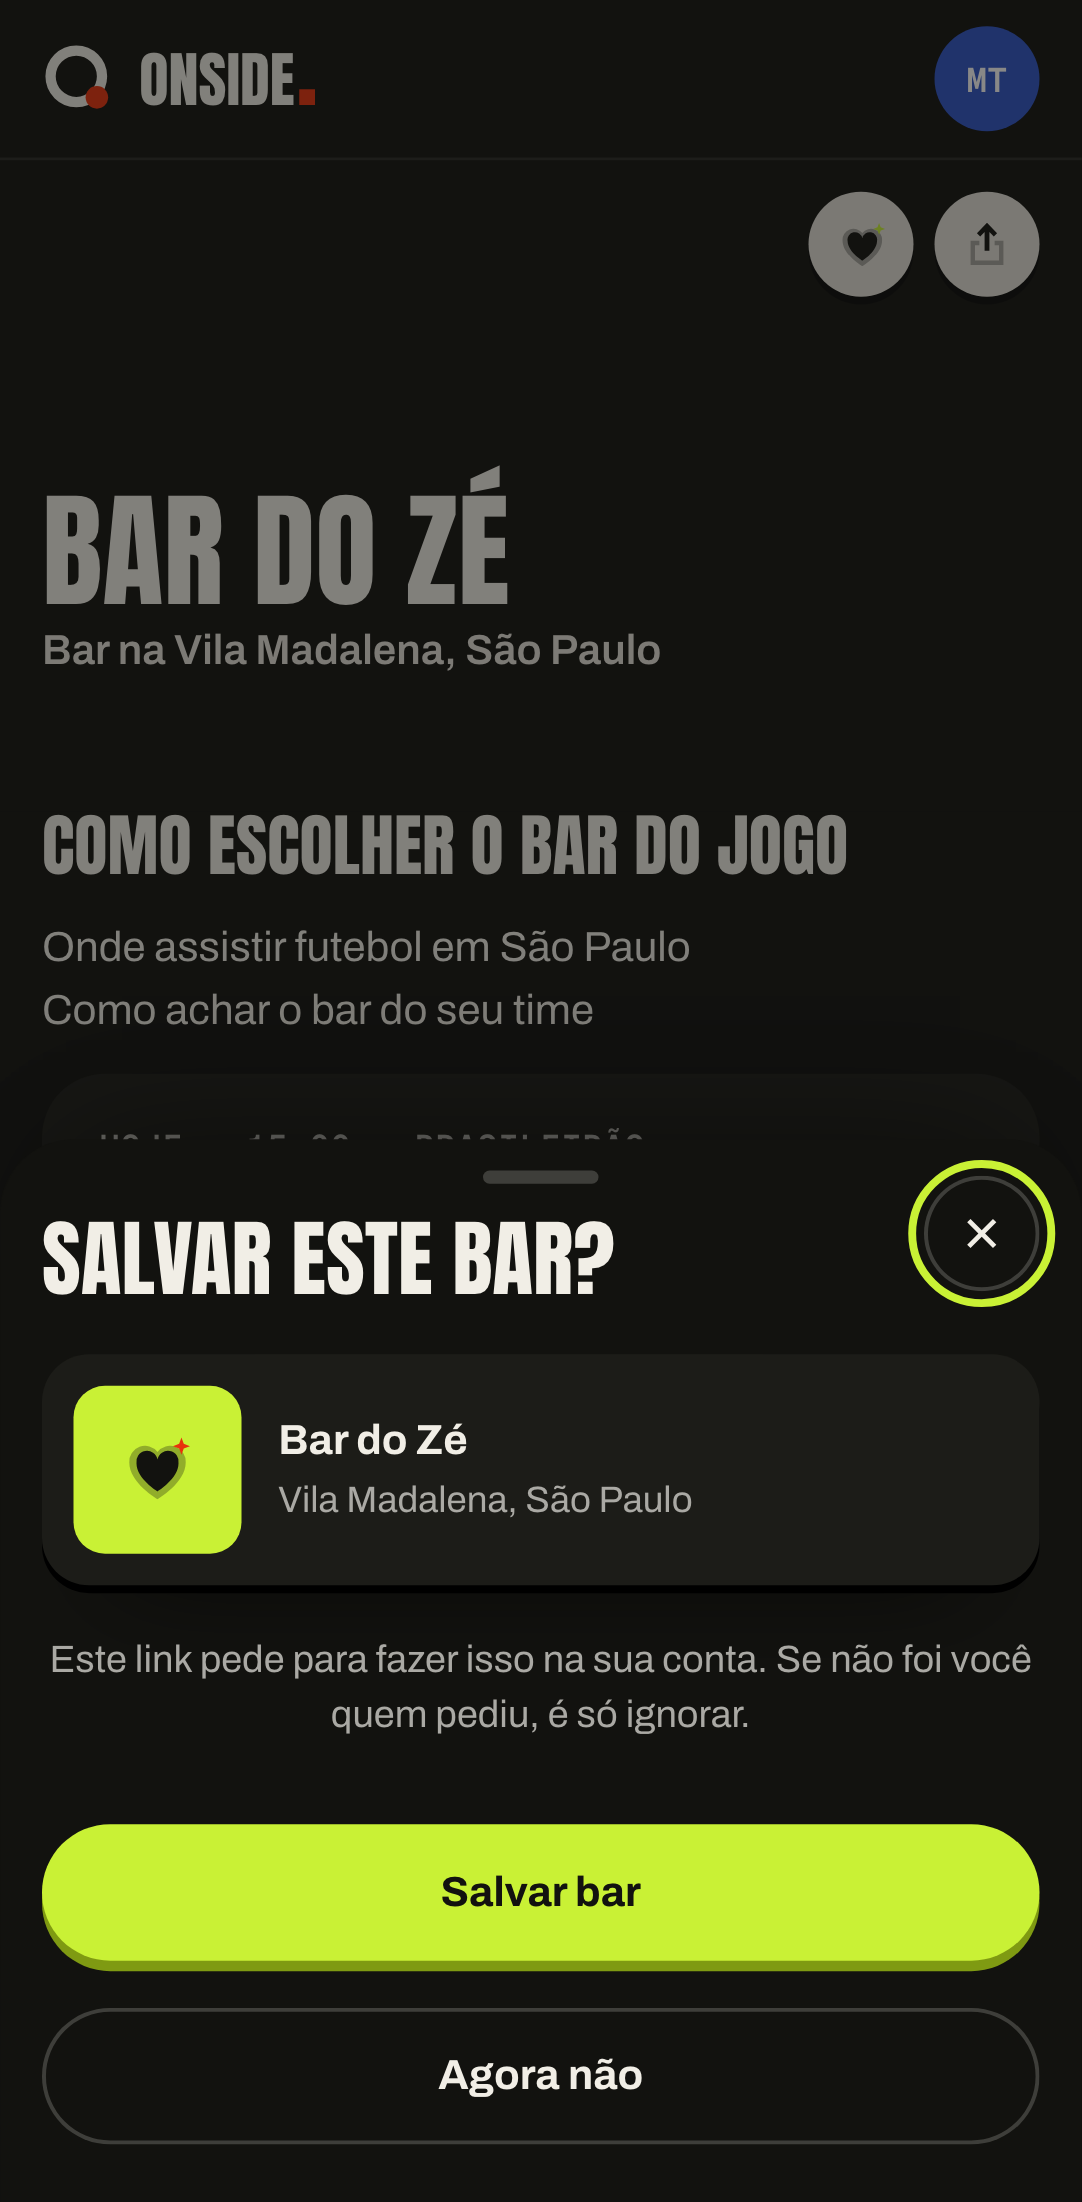 ONSIDE.
MT
BAR DO ZÉ
Bar na Vila Madalena, São Paulo
COMO ESCOLHER O BAR DO JOGO
Onde assistir futebol em São Paulo
Como achar o bar do seu time
SALVAR ESTE BAR?
Bar do Zé
Vila Madalena, São Paulo
Este link pede para fazer isso na sua conta. Se não foi você
quem pediu, é só ignorar.
Salvar bar
Agora não